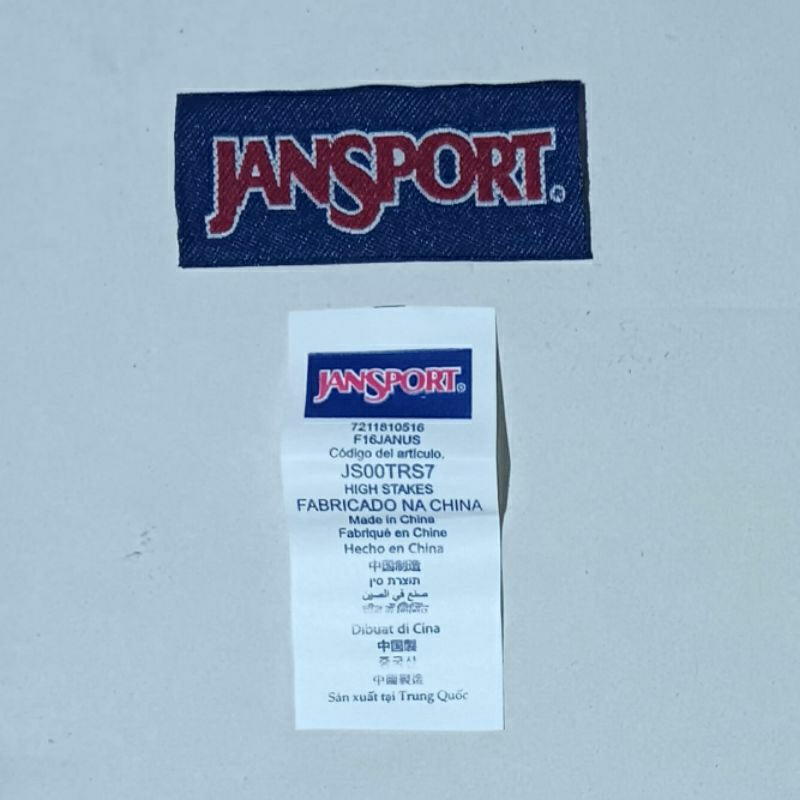 JANSPORT®
JANSPORT®
7211810516
F16JANUS
Código del artículo.
JS00TRS7
HIGH STAKES
FABRICADO NA CHINA
Made in China
Fabriqué en Chine
Hecho en China
中国制造
תוצרת סין
صنع في الصين
Dibuat di Cina
中国製
중국산
中國製造
Sản xuất tại Trung Quốc